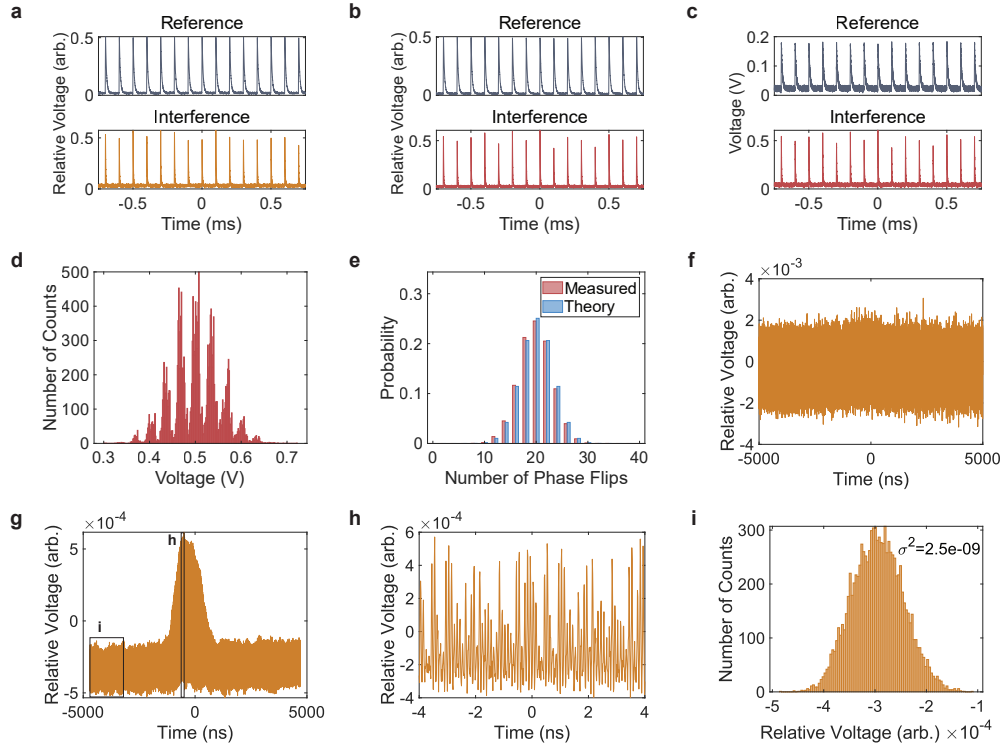 a
Reference
Relative Voltage (arb.)
0.5
0
Interference
0.5
0
-0.5
0
0.5
Time (ms)
b
Reference
Relative Voltage (arb.)
0.5
0
Interference
0.5
0
-0.5
0
0.5
Time (ms)
c
Reference
Voltage (V)
0.2
0.1
0
Interference
0.5
0
-0.5
0
0.5
Time (ms)
d
Number of Counts
500
400
300
200
100
0
0.3
0.4
0.5
0.6
0.7
Voltage (V)
e
Probability
0.3
0.2
0.1
0
Measured
Theory
0
10
20
30
40
Number of Phase Flips
f
×10⁻³
Relative Voltage (arb.)
4
2
0
-2
-4
-5000
0
5000
Time (ns)
g
×10⁻⁴
Relative Voltage (arb.)
5
0
-5
h
i
-5000
0
5000
Time (ns)
h
×10⁻⁴
Relative Voltage (arb.)
6
4
2
0
-2
-4
-4
-2
0
2
4
Time (ns)
i
Number of Counts
300
200
100
0
σ²=2.5e-09
-5
-4
-3
-2
-1
Relative Voltage (arb.) ×10⁻⁴